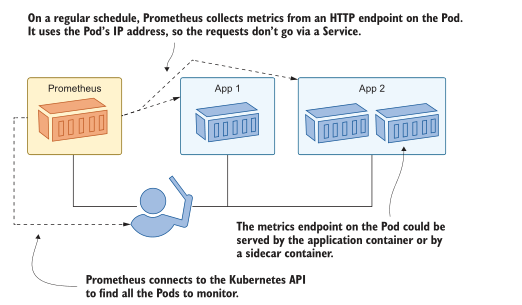 On a regular schedule, Prometheus collects metrics from an HTTP endpoint on the Pod.
It uses the Pod's IP address, so the requests don't go via a Service.
Prometheus
App 1
App 2
The metrics endpoint on the Pod could be
served by the application container or by
a sidecar container.
Prometheus connects to the Kubernetes API
to find all the Pods to monitor.